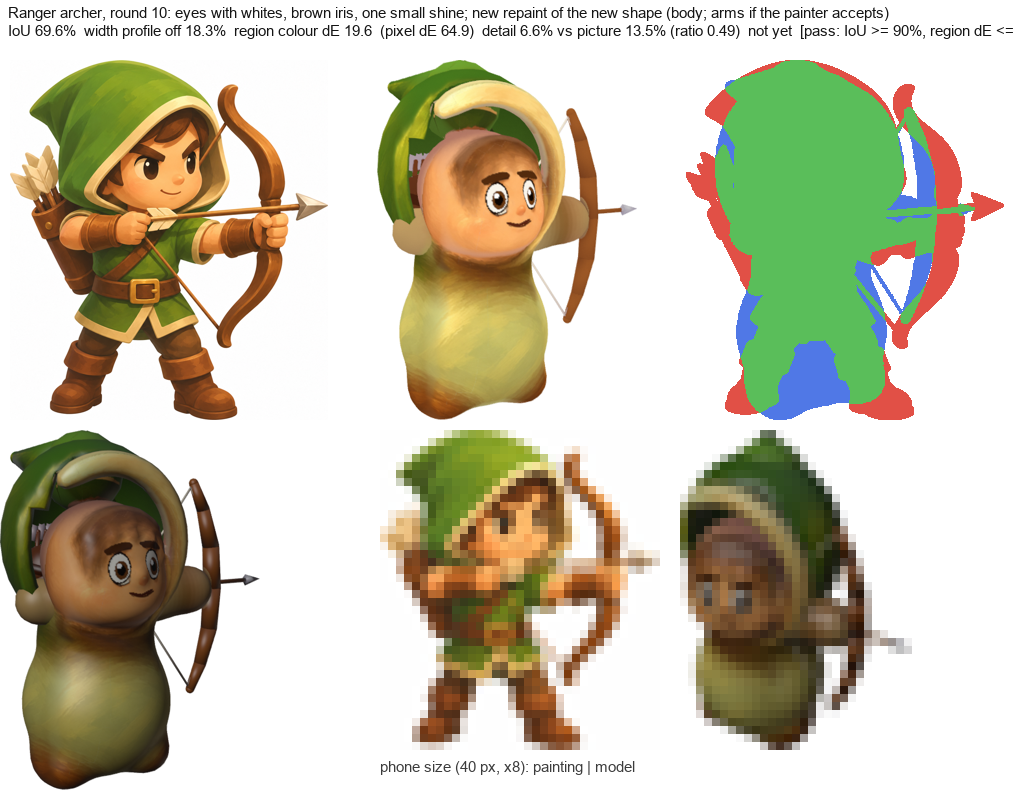 Ranger archer, round 10: eyes with whites, brown iris, one small shine; new repaint of the new shape (body; arms if the painter accepts)
IoU 69.6%  width profile off 18.3%  region colour dE 19.6  (pixel dE 64.9)  detail 6.6% vs picture 13.5% (ratio 0.49)  not yet  [pass: IoU >= 90%, region dE <=
phone size (40 px, x8): painting | model